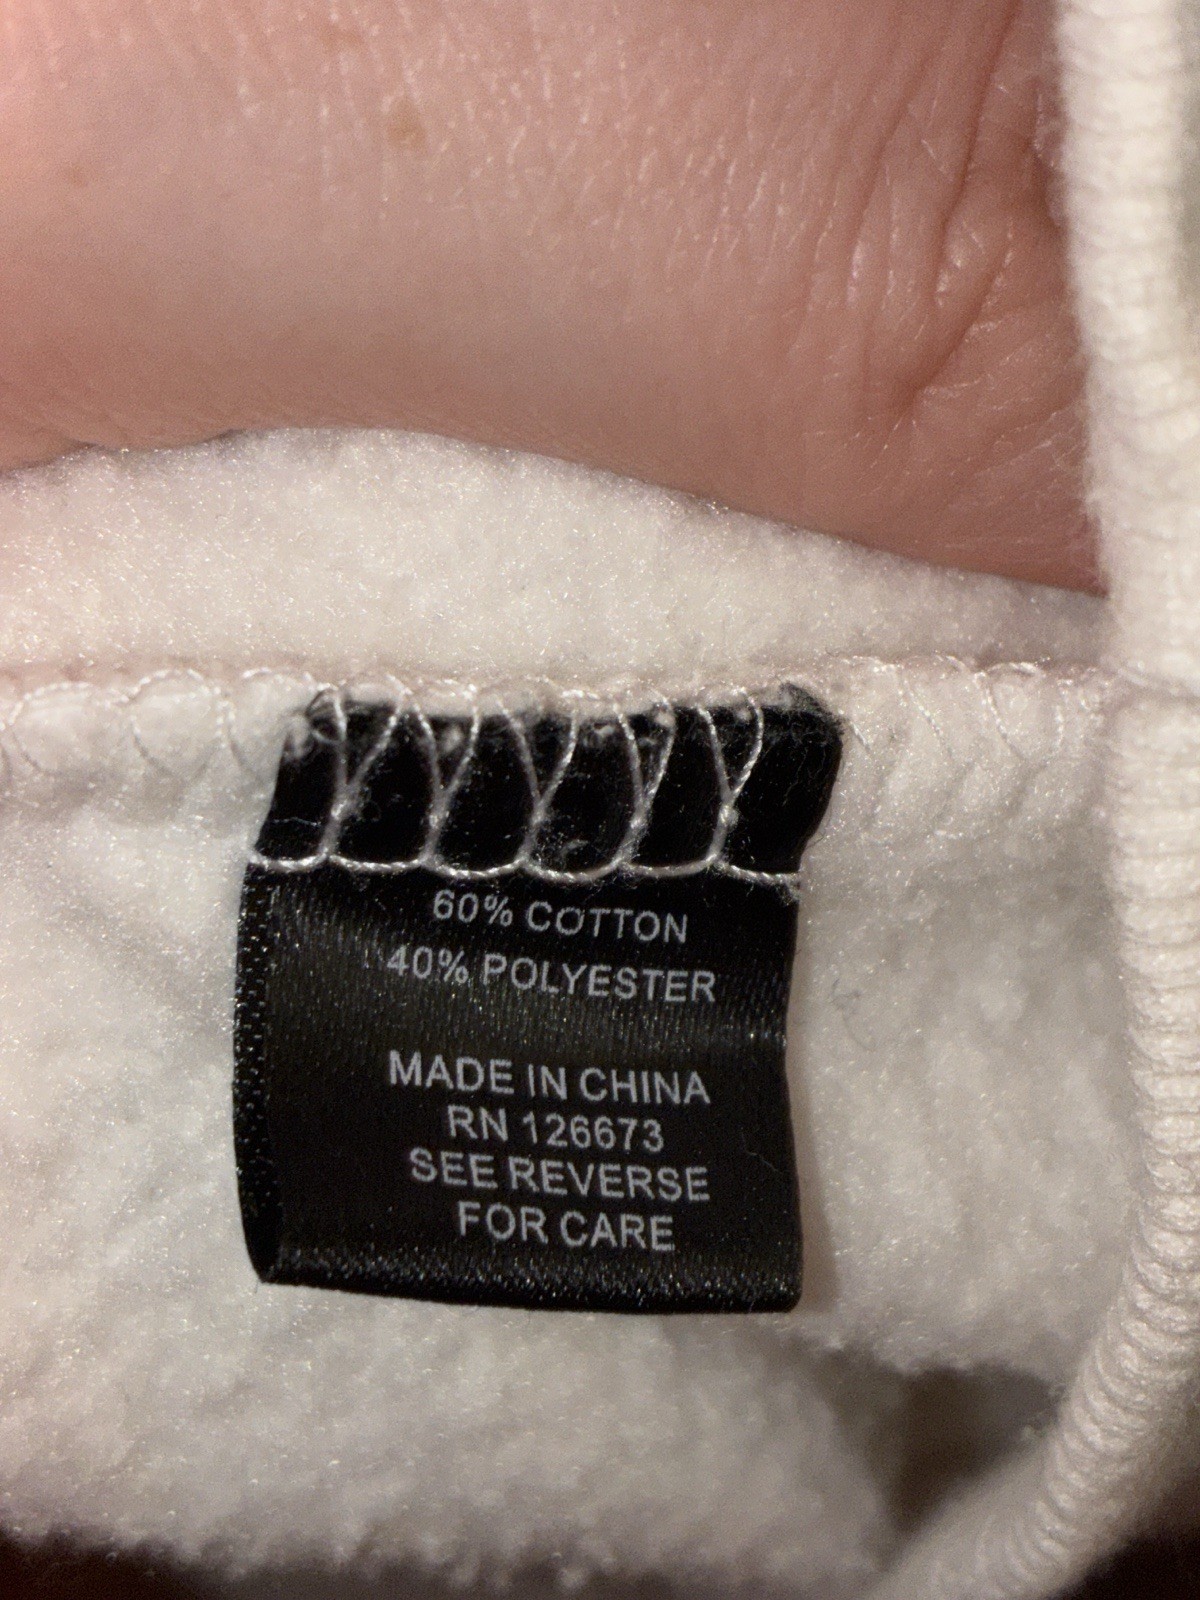 60% COTTON
40% POLYESTER
MADE IN CHINA
RN 126673
SEE REVERSE
FOR CARE